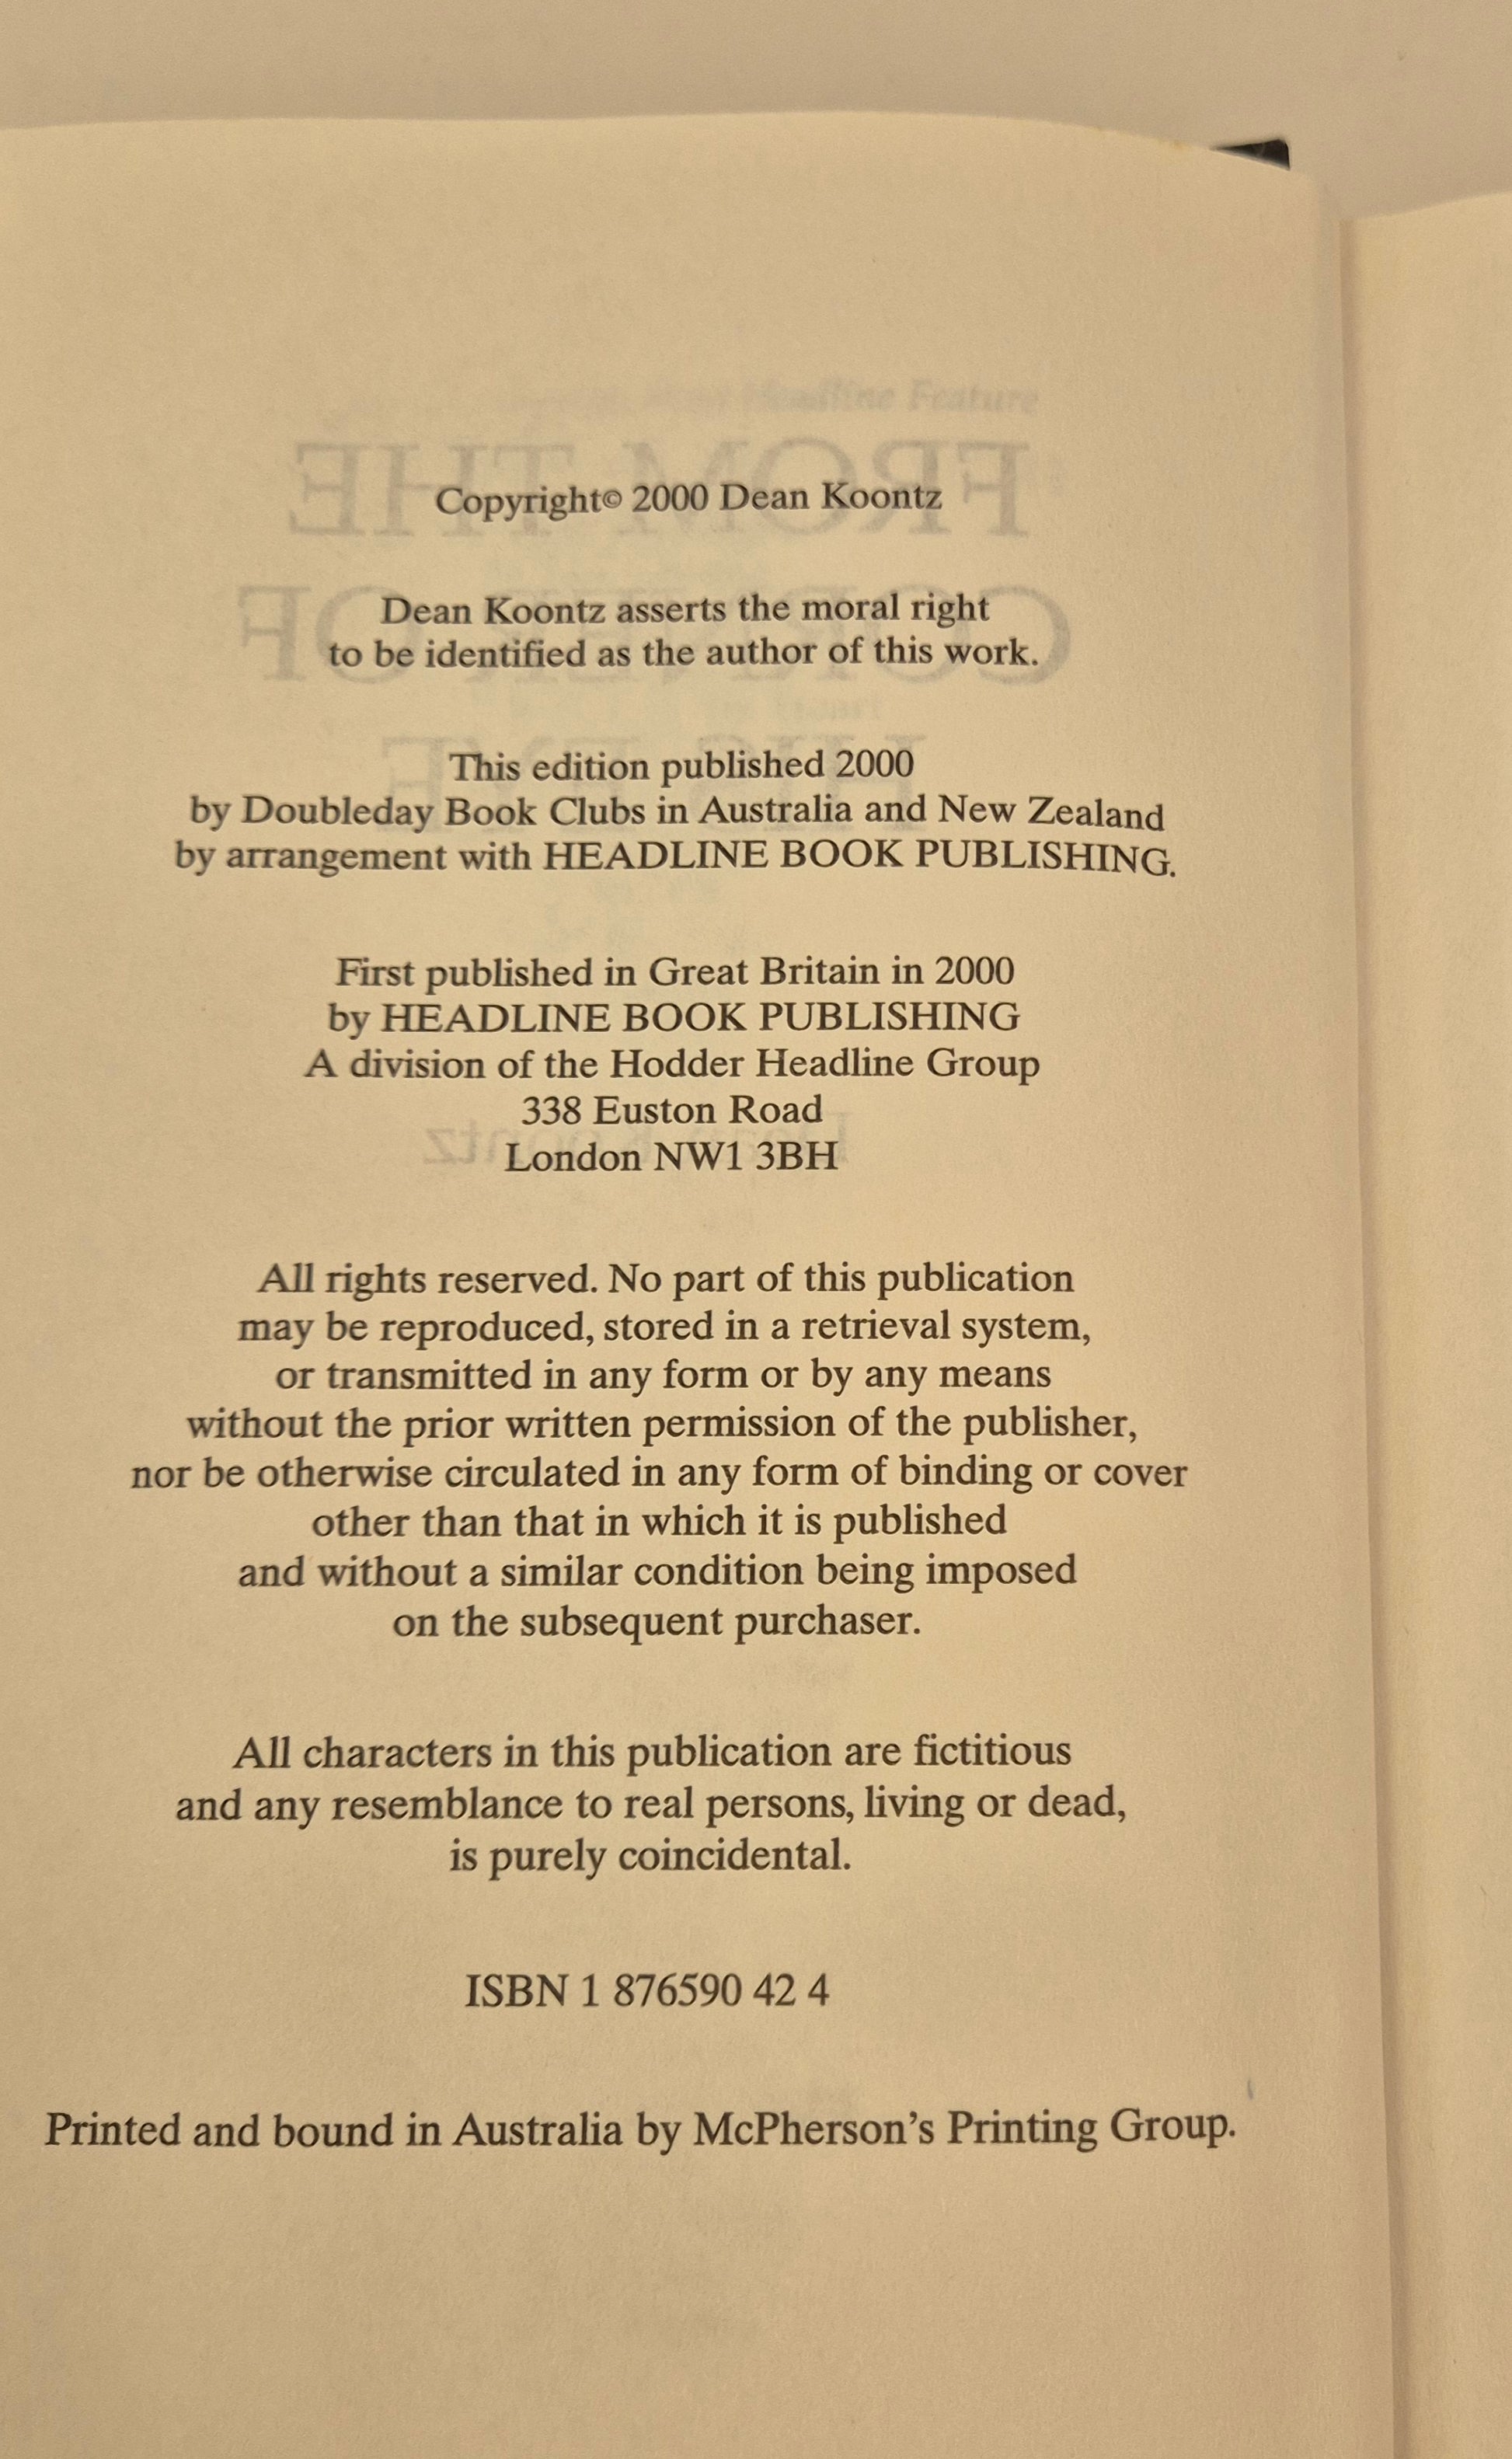 Copyright© 2000 Dean Koontz
Dean Koontz asserts the moral right
to be identified as the author of this work.
This edition published 2000
by Doubleday Book Clubs in Australia and New Zealand
by arrangement with HEADLINE BOOK PUBLISHING.
First published in Great Britain in 2000
by HEADLINE BOOK PUBLISHING
A division of the Hodder Headline Group
338 Euston Road
London NW1 3BH
All rights reserved. No part of this publication
may be reproduced, stored in a retrieval system,
or transmitted in any form or by any means
without the prior written permission of the publisher,
nor be otherwise circulated in any form of binding or cover
other than that in which it is published
and without a similar condition being imposed
on the subsequent purchaser.
All characters in this publication are fictitious
and any resemblance to real persons, living or dead,
is purely coincidental.
ISBN 1 876590 42 4
Printed and bound in Australia by McPherson's Printing Group.